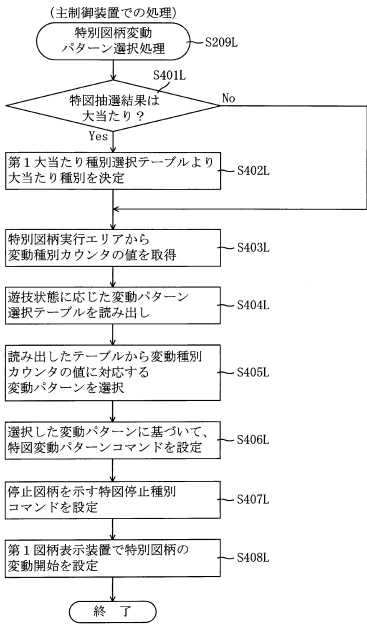 (主制御装置での処理)
特別図柄変動
パターン選択処理
S209L
S401L
特図抽選結果は
大当たり?
No
Yes
第1大当たり種別選択テーブルより
大当たり種別を決定
S402L
特別図柄実行エリアから
変動種別カウンタの値を取得
S403L
遊技状態に応じた変動パターン
選択テーブルを読み出し
S404L
読み出したテーブルから変動種別
カウンタの値に対応する
変動パターンを選択
S405L
選択した変動パターンに基づいて、
特図変動パターンコマンドを設定
S406L
停止図柄を示す特図停止種別
コマンドを設定
S407L
第1図柄表示装置で特別図柄の
変動開始を設定
S408L
終 了